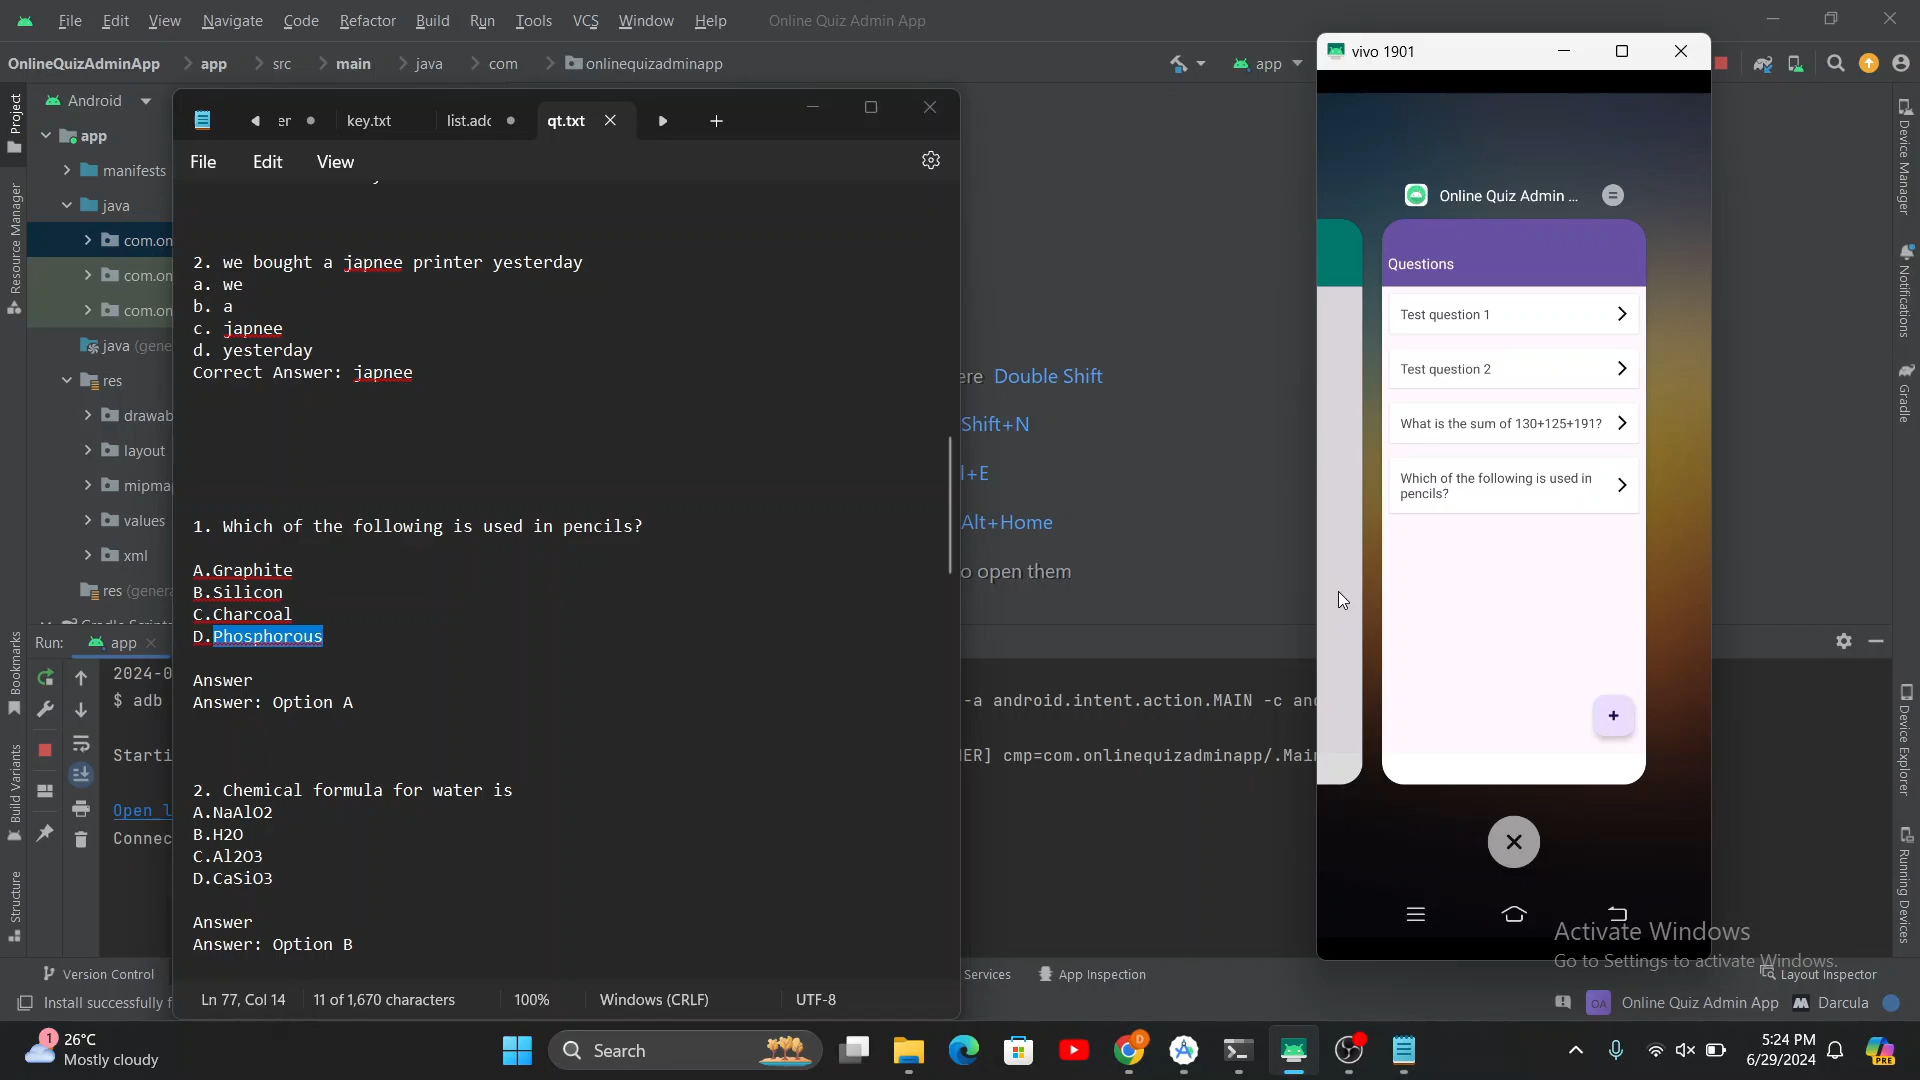 File Edit View Navigate Code Refactor Build Run Tools VCS Window Help Online Quiz Admin App
OnlineQuizAdminApp app src main java com onlinequizadminapp
app
Project
Android
app
manifests
java
com.on
com.on
com.on
java (gene
res
drawab
layout
mipma
values
xml
res (genera
Resource Manager
Bookmarks
Build Variants
Structure
er
key.txt
list.adc
qt.txt
File Edit View
2. we bought a japnee printer yesterday
a. we
b. a
c. japnee
d. yesterday
Correct Answer: japnee
1. Which of the following is used in pencils?
A.Graphite
B.Silicon
C.Charcoal
D.Phosphorous
Answer
Answer: Option A
2. Chemical formula for water is
A.NaAlO2
B.H2O
C.Al2O3
D.CaSiO3
Answer
Answer: Option B
Ln 77, Col 14
11 of 1,670 characters
100%
Windows (CRLF)
UTF-8
ere Double Shift
Shift+N
l+E
Alt+Home
o open them
Run: app
2024-0
$ adb
-a android.intent.action.MAIN -c and
Starti
ER] cmp=com.onlinequizadminapp/.Main
Open l
Connec
vivo 1901
Online Quiz Admin ...
Questions
Test question 1
Test question 2
What is the sum of 130+125+191?
Which of the following is used in
pencils?
+
Device Manager
Notifications
Gradle
Device Explorer
Running Devices
Activate Windows
Go to Settings to activate Windows.
Version Control
Services
App Inspection
Layout Inspector
Install successfully f
OA
Online Quiz Admin App
Darcula
1
26°C
Mostly cloudy
Search
D
PRE
5:24 PM
6/29/2024